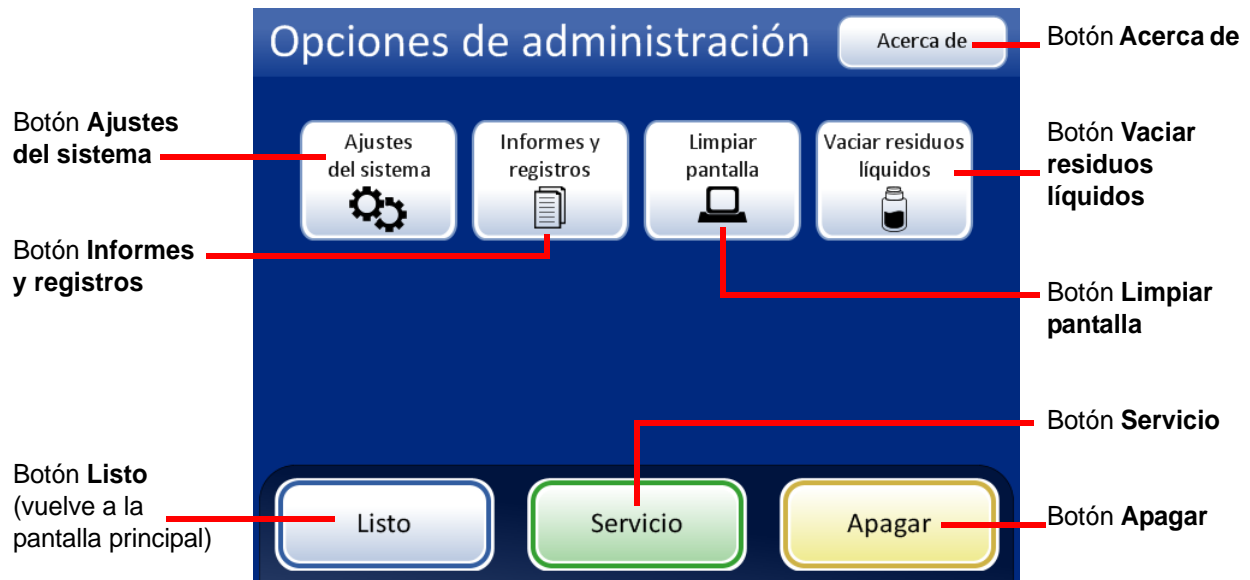 Opciones de administración
Acerca de
Botón Acerca de
Botón Ajustes
del sistema
Ajustes
del sistema
Informes y
registros
Limpiar
pantalla
Vaciar residuos
líquidos
Botón Vaciar
residuos
líquidos
Botón Informes
y registros
Botón Limpiar
pantalla
Botón Servicio
Botón Listo
(vuelve a la
pantalla principal)
Listo
Servicio
Apagar
Botón Apagar